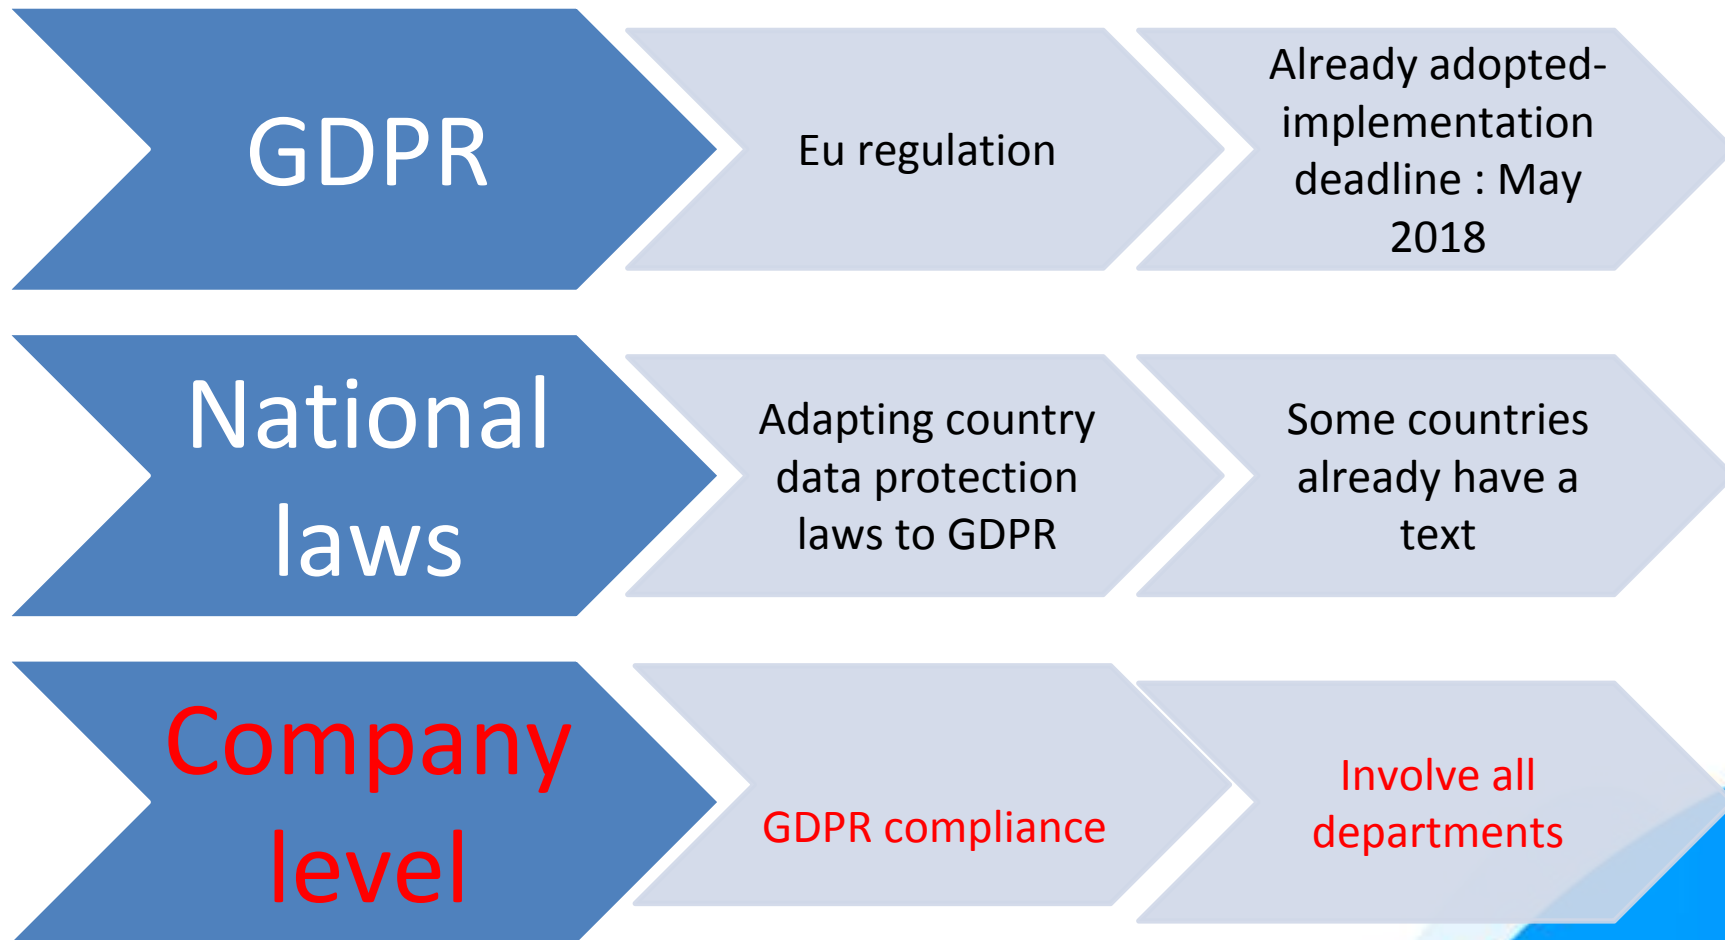 GDPR
Eu regulation
Already adopted-
implementation
deadline : May
2018
National
laws
Adapting country
data protection
laws to GDPR
Some countries
already have a
text
Company
level
GDPR compliance
Involve all
departments